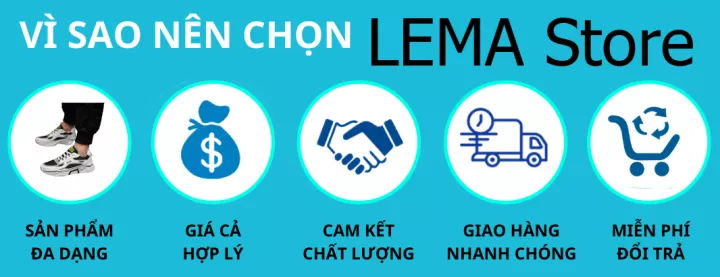 VÌ SAO NÊN CHỌN LEMA Store
$
SẢN PHẨM
ĐA DẠNG
GIÁ CẢ
HỢP LÝ
CAM KẾT
CHẤT LƯỢNG
GIAO HÀNG
NHANH CHÓNG
MIỄN PHÍ
ĐỔI TRẢ